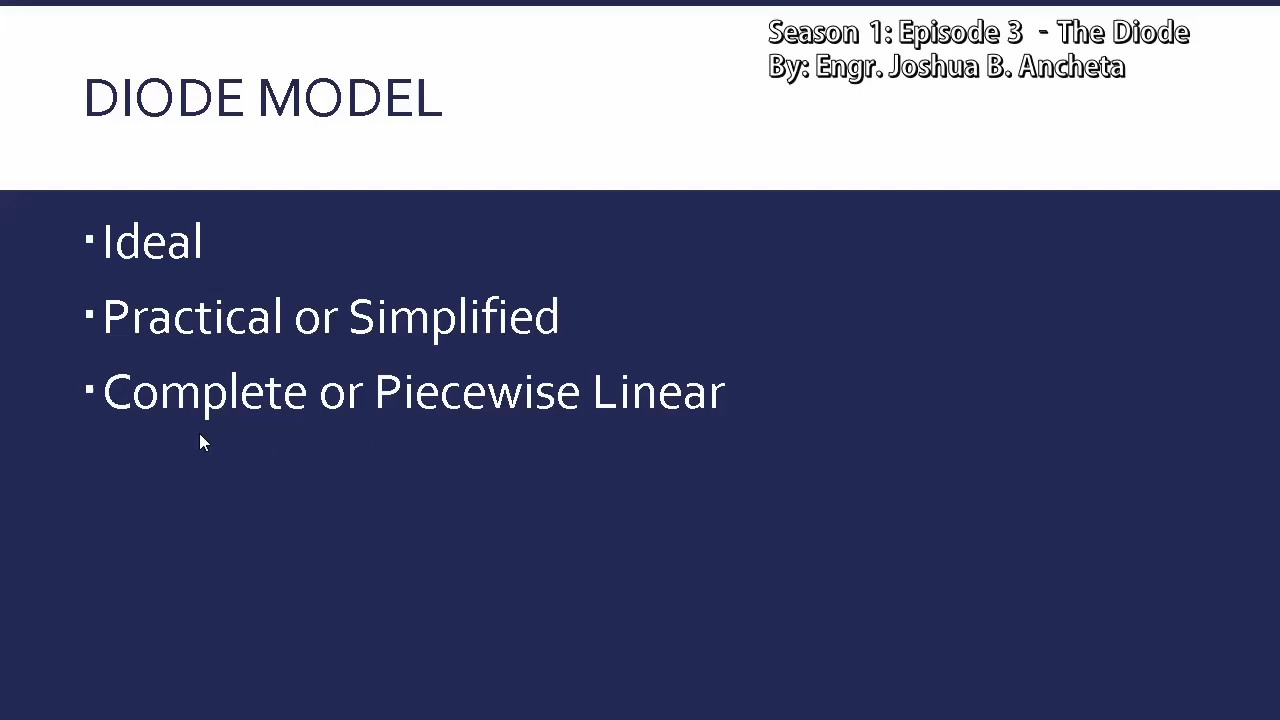 Season 1: Episode 3 - The Diode
By: Engr. Joshua B. Ancheta
DIODE MODEL
Ideal
Practical or Simplified
Complete or Piecewise Linear